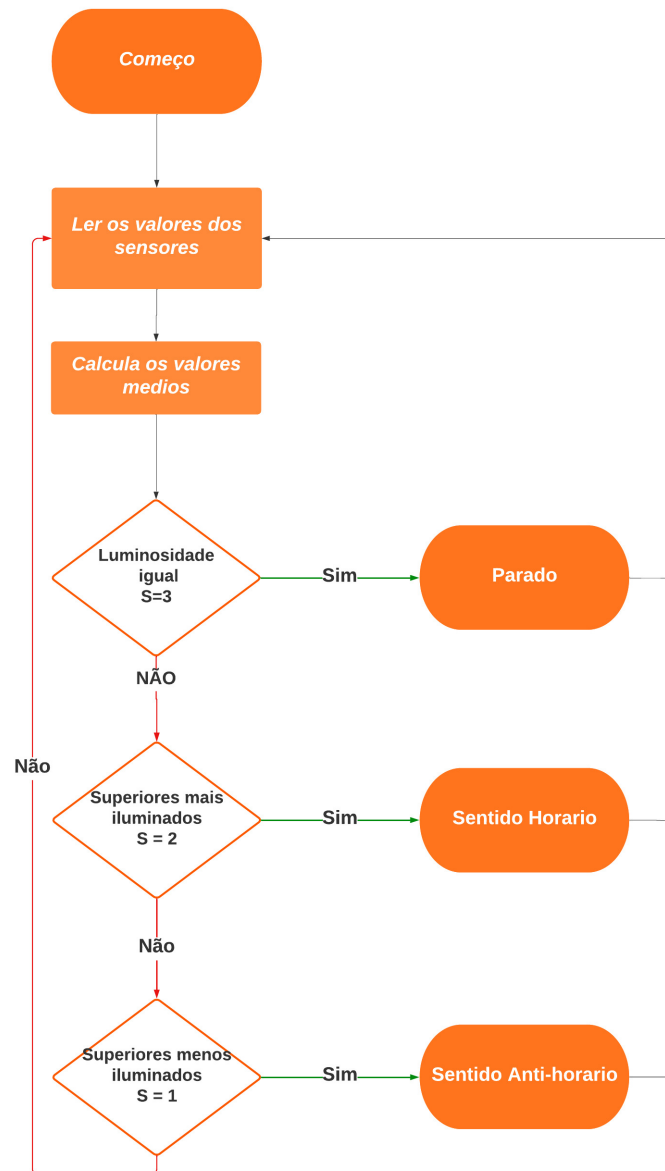 Começo
Ler os valores dos
sensores
Calcula os valores
medios
Luminosidade
igual
S=3
Sim
Parado
NÃO
Não
Superiores mais
iluminados
S = 2
Sim
Sentido Horario
Não
Superiores menos
iluminados
S = 1
Sim
Sentido Anti-horario